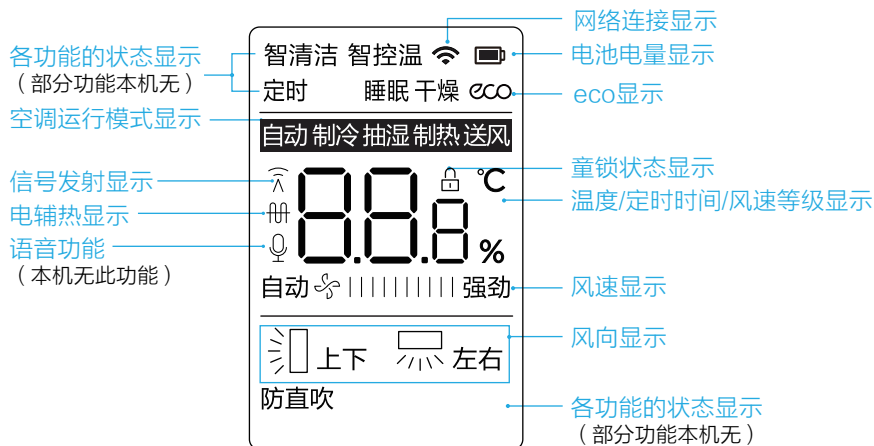 各功能的状态显示
（部分功能本机无）
空调运行模式显示
信号发射显示
电辅热显示
语音功能
（本机无此功能）
智清洁 智控温
定时 睡眠 干燥 eco
自动 制冷 抽湿 制热 送风
88.8 ℃
%
自动 强劲
上下 左右
防直吹
网络连接显示
电池电量显示
eco显示
童锁状态显示
温度/定时时间/风速等级显示
风速显示
风向显示
各功能的状态显示
（部分功能本机无）